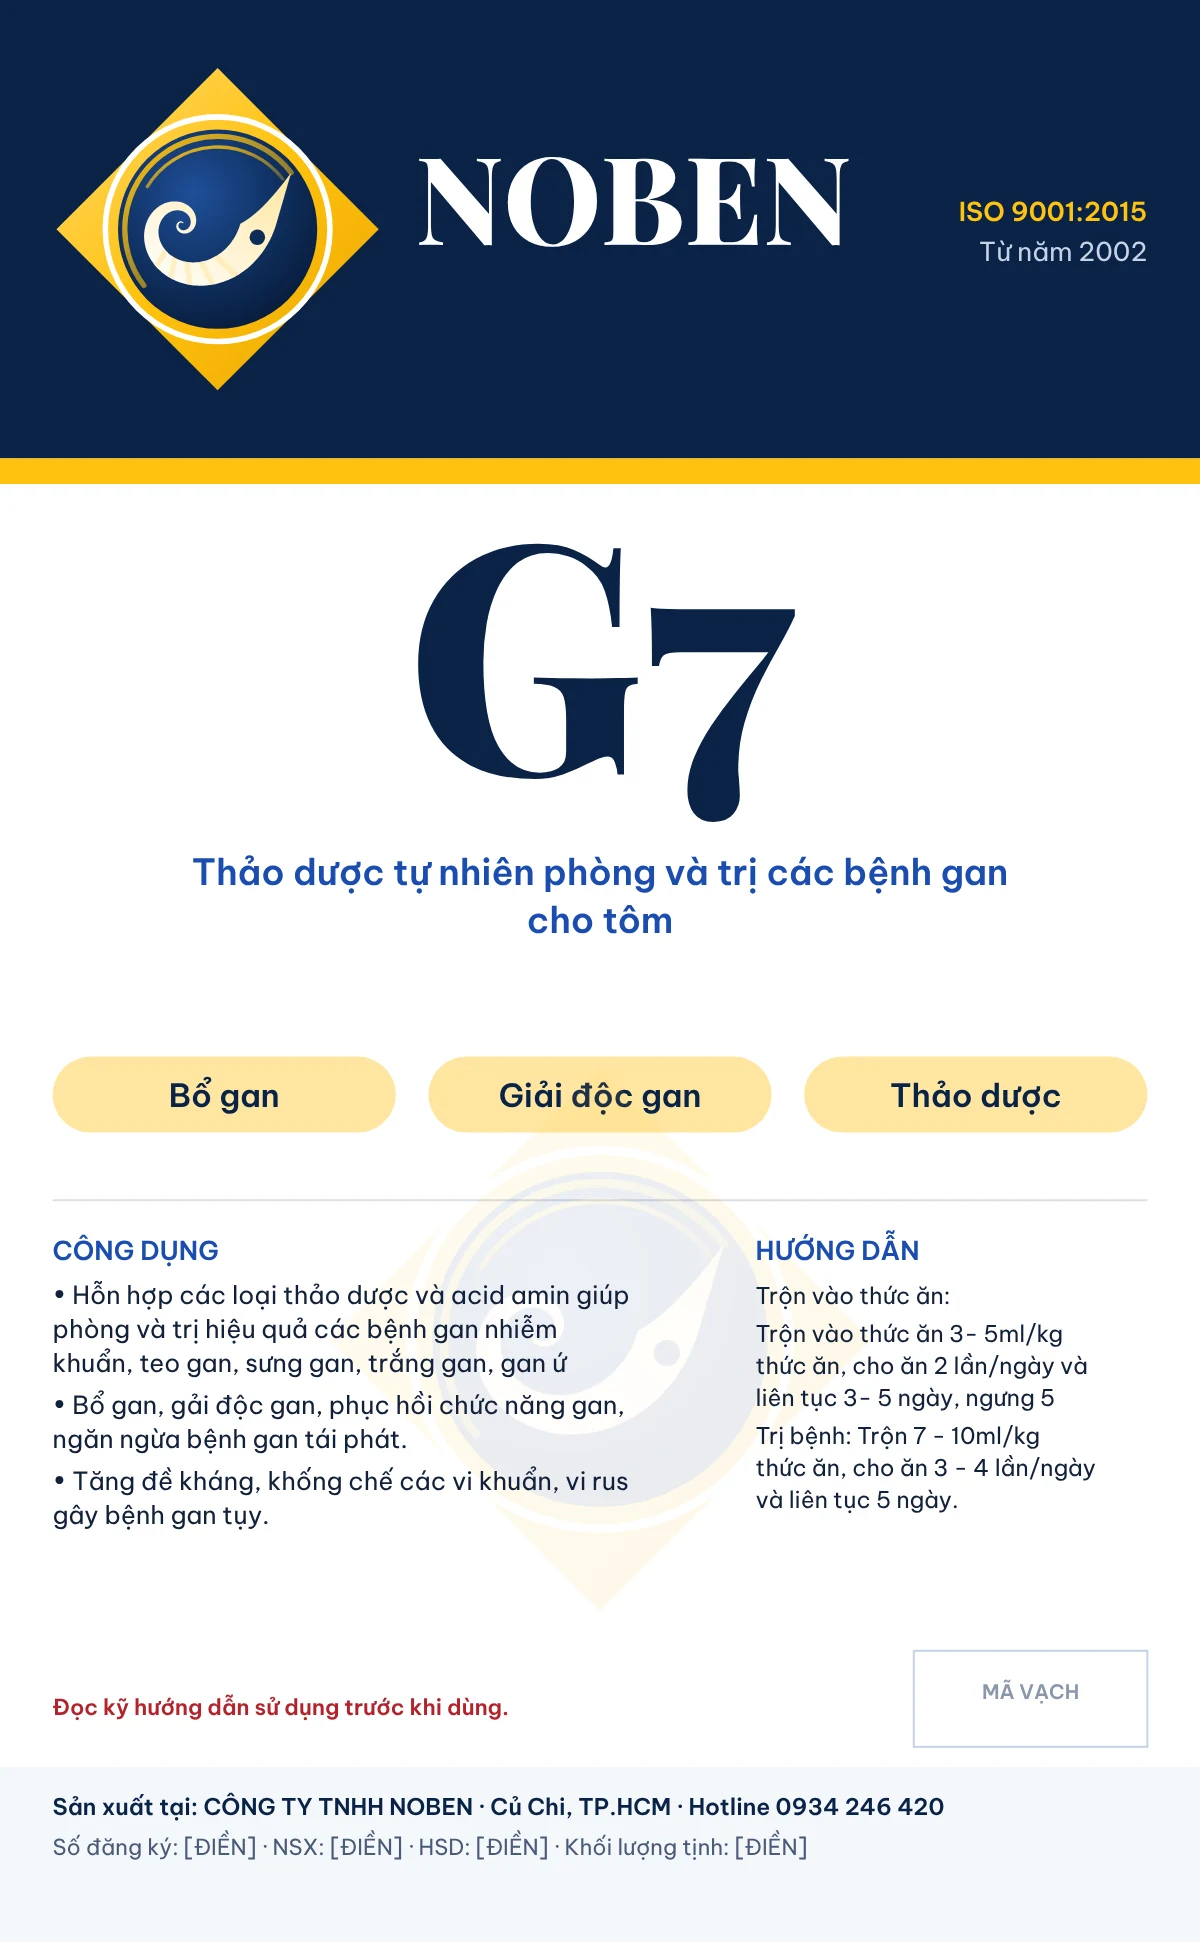 NOBEN
ISO 9001:2015
Từ năm 2002
G7
Thảo dược tự nhiên phòng và trị các bệnh gan
cho tôm
Bổ gan
Giải độc gan
Thảo dược
CÔNG DỤNG
• Hỗn hợp các loại thảo dược và acid amin giúp
phòng và trị hiệu quả các bệnh gan nhiễm
khuẩn, teo gan, sưng gan, trắng gan, gan ứ
• Bổ gan, gải độc gan, phục hồi chức năng gan,
ngăn ngừa bệnh gan tái phát.
• Tăng đề kháng, khống chế các vi khuẩn, vi rus
gây bệnh gan tụy.
HƯỚNG DẪN
Trộn vào thức ăn:
Trộn vào thức ăn 3- 5ml/kg
thức ăn, cho ăn 2 lần/ngày và
liên tục 3- 5 ngày, ngưng 5
Trị bệnh: Trộn 7 - 10ml/kg
thức ăn, cho ăn 3 - 4 lần/ngày
và liên tục 5 ngày.
Đọc kỹ hướng dẫn sử dụng trước khi dùng.
MÃ VẠCH
Sản xuất tại: CÔNG TY TNHH NOBEN · Củ Chi, TP.HCM · Hotline 0934 246 420
Số đăng ký: [ĐIỀN] · NSX: [ĐIỀN] · HSD: [ĐIỀN] · Khối lượng tịnh: [ĐIỀN]